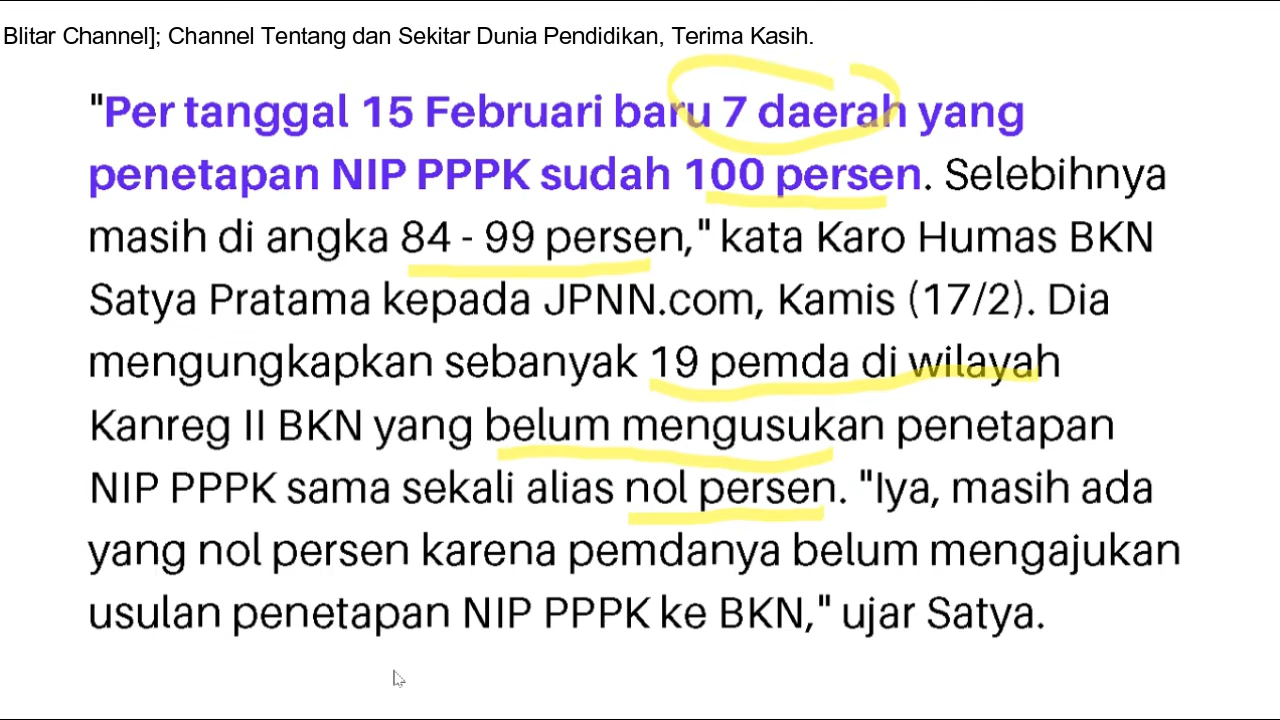 Blitar Channel]; Channel Tentang dan Sekitar Dunia Pendidikan, Terima Kasih.
"Per tanggal 15 Februari baru 7 daerah yang
penetapan NIP PPPK sudah 100 persen. Selebihnya
masih di angka 84 - 99 persen," kata Karo Humas BKN
Satya Pratama kepada JPNN.com, Kamis (17/2). Dia
mengungkapkan sebanyak 19 pemda di wilayah
Kanreg II BKN yang belum mengusukan penetapan
NIP PPPK sama sekali alias nol persen. "Iya, masih ada
yang nol persen karena pemdanya belum mengajukan
usulan penetapan NIP PPPK ke BKN," ujar Satya.